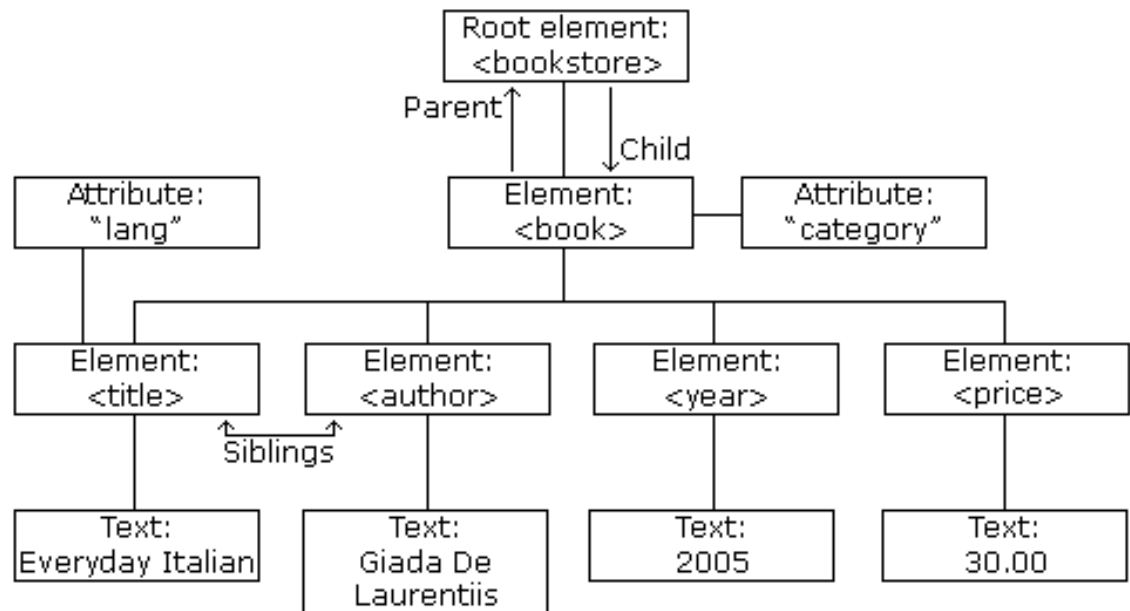 Root element:
<bookstore>
Parent
Child
Attribute:
“lang”
Element:
<book>
Attribute:
“category”
Element:
<title>
Element:
<author>
Element:
<year>
Element:
<price>
Siblings
Text:
Everyday Italian
Text:
Giada De
Laurentiis
Text:
2005
Text:
30.00